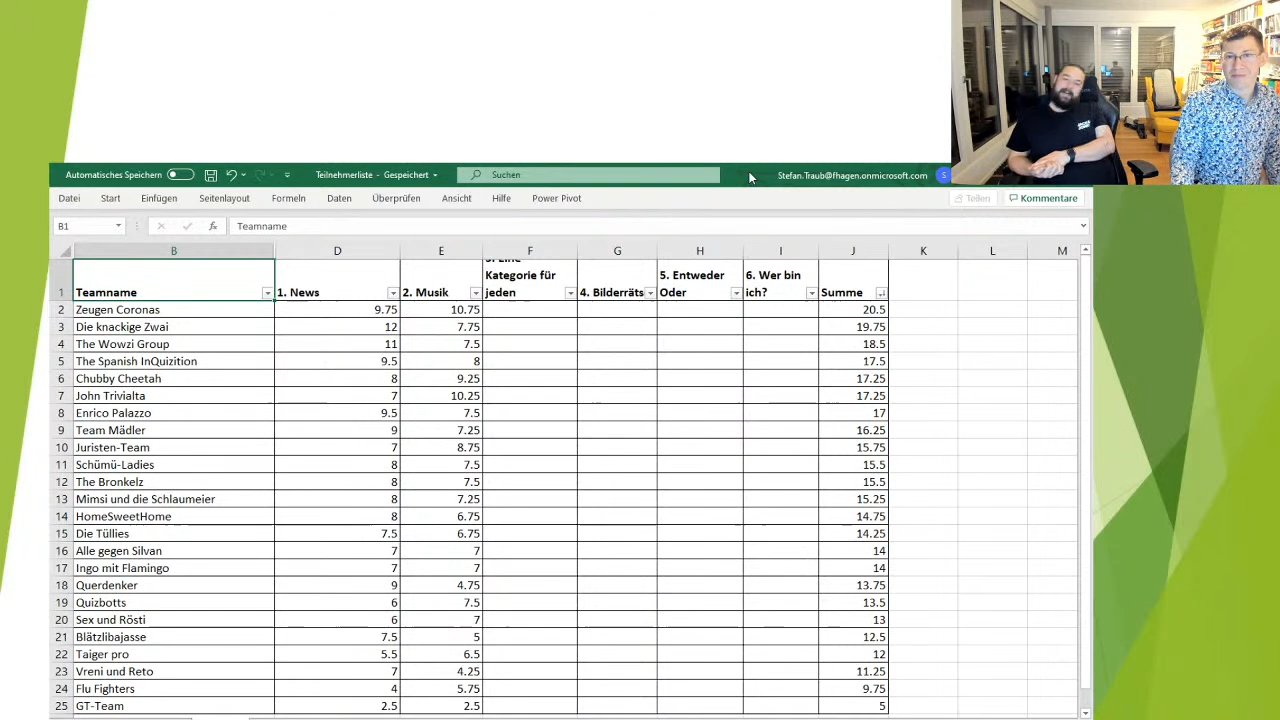 Automatisches Speichern
Teilnehmerliste - Gespeichert
Suchen
Stefan.Traub@fhagen.onmicrosoft.com
S
Datei Start Einfügen Seitenlayout Formeln Daten Überprüfen Ansicht Hilfe Power Pivot Teilen Kommentare
B1 fx Teamname
B D E F G H I J K L M
1 Teamname 1. News 2. Musik Kategorie für jeden 4. Bilderräts 5. Entweder Oder 6. Wer bin ich? Summe
2 Zeugen Coronas 9.75 10.75 20.5
3 Die knackige Zwai 12 7.75 19.75
4 The Wowzi Group 11 7.5 18.5
5 The Spanish InQuizition 9.5 8 17.5
6 Chubby Cheetah 8 9.25 17.25
7 John Trivialta 7 10.25 17.25
8 Enrico Palazzo 9.5 7.5 17
9 Team Mädler 9 7.25 16.25
10 Juristen-Team 7 8.75 15.75
11 Schümü-Ladies 8 7.5 15.5
12 The Bronkelz 8 7.5 15.5
13 Mimsi und die Schlaumeier 8 7.25 15.25
14 HomeSweetHome 8 6.75 14.75
15 Die Tüllies 7.5 6.75 14.25
16 Alle gegen Silvan 7 7 14
17 Ingo mit Flamingo 7 7 14
18 Querdenker 9 4.75 13.75
19 Quizbotts 6 7.5 13.5
20 Sex und Rösti 6 7 13
21 Blätzlibajasse 7.5 5 12.5
22 Taiger pro 5.5 6.5 12
23 Vreni und Reto 7 4.25 11.25
24 Flu Fighters 4 5.75 9.75
25 GT-Team 2.5 2.5 5